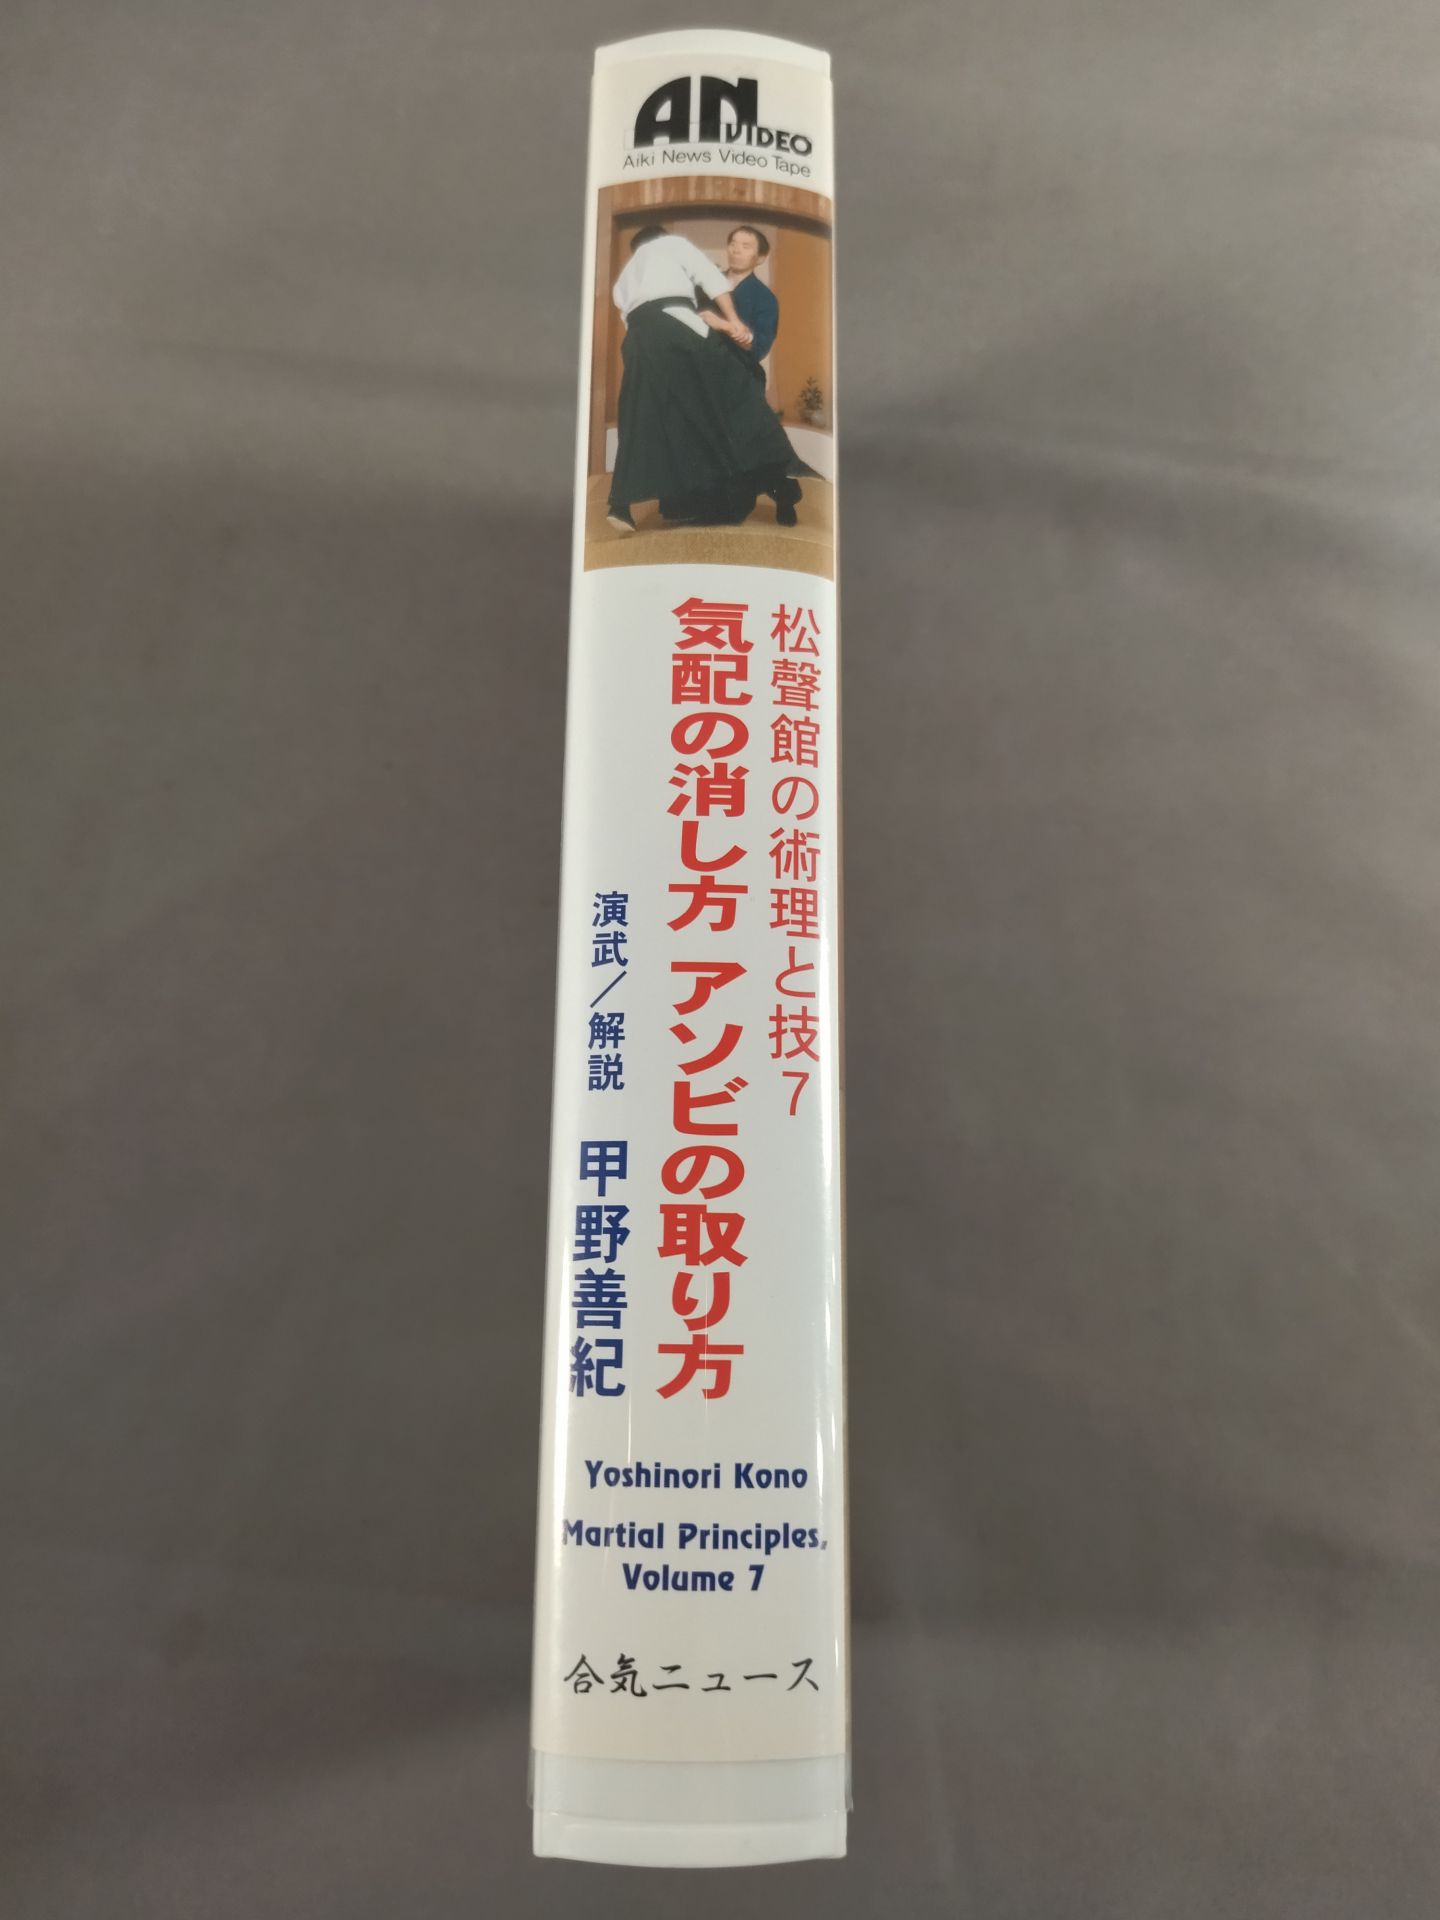 AN VIDEO
Aiki News Video Tape
松聲館の術理と技7
気配の消し方 アソビの取り方
演武／解説 甲野善紀
Yoshinori Kono
Martial Principles,
Volume 7
合気ニュース